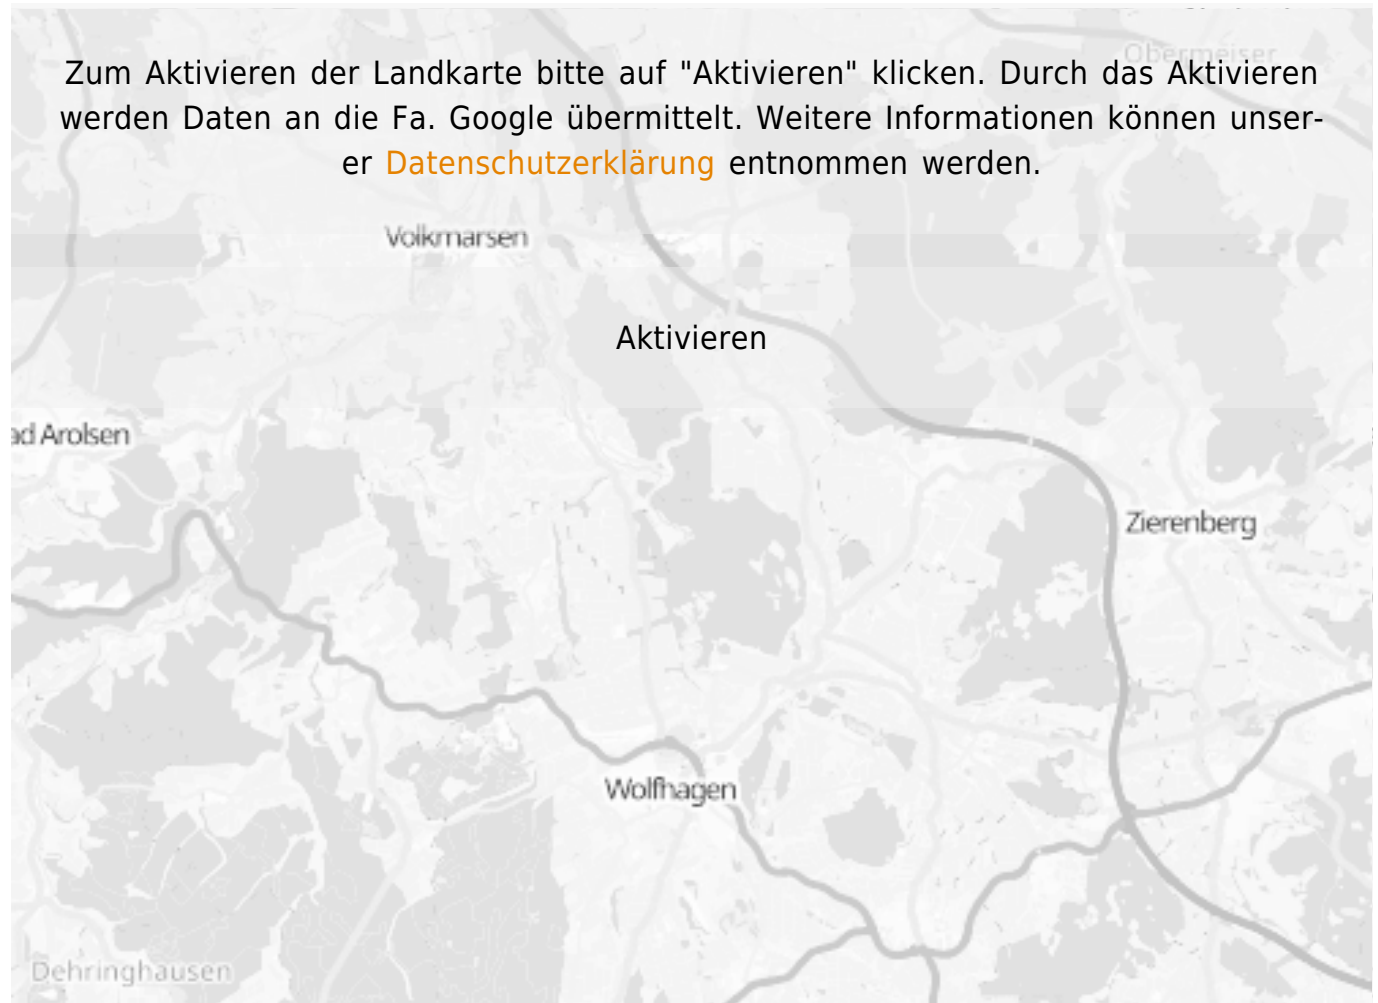 Obermeiser
Zum Aktivieren der Landkarte bitte auf "Aktivieren" klicken. Durch das Aktivieren
werden Daten an die Fa. Google übermittelt. Weitere Informationen können unser-
er Datenschutzerklärung entnommen werden.
Volkmarsen
Aktivieren
ad Arolsen
Zierenberg
Wolfhagen
Dehringhausen